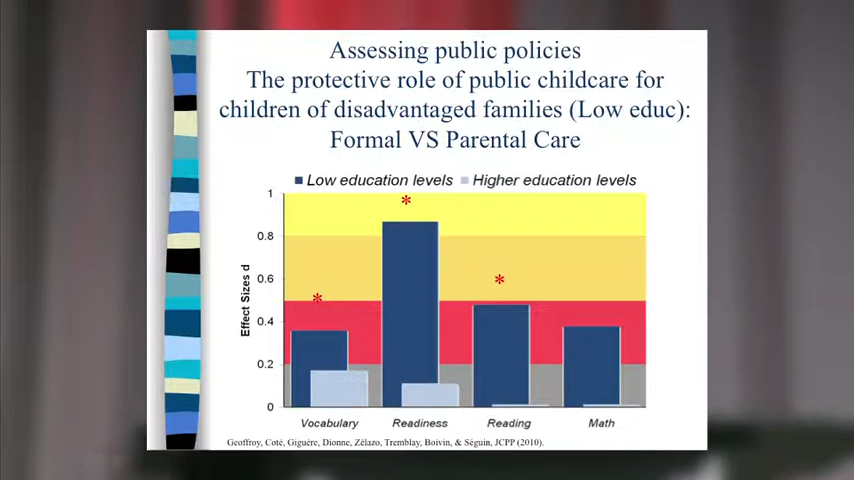 Assessing public policies
The protective role of public childcare for
children of disadvantaged families (Low educ):
Formal VS Parental Care
Low education levels Higher education levels
1
0.8
0.6
0.4
0.2
0
Effect Sizes d
*
*
*
Vocabulary Readiness Reading Math
Geoffroy, Coté, Giguère, Dionne, Zélazo, Tremblay, Boivin, & Séguin, JCPP (2010).